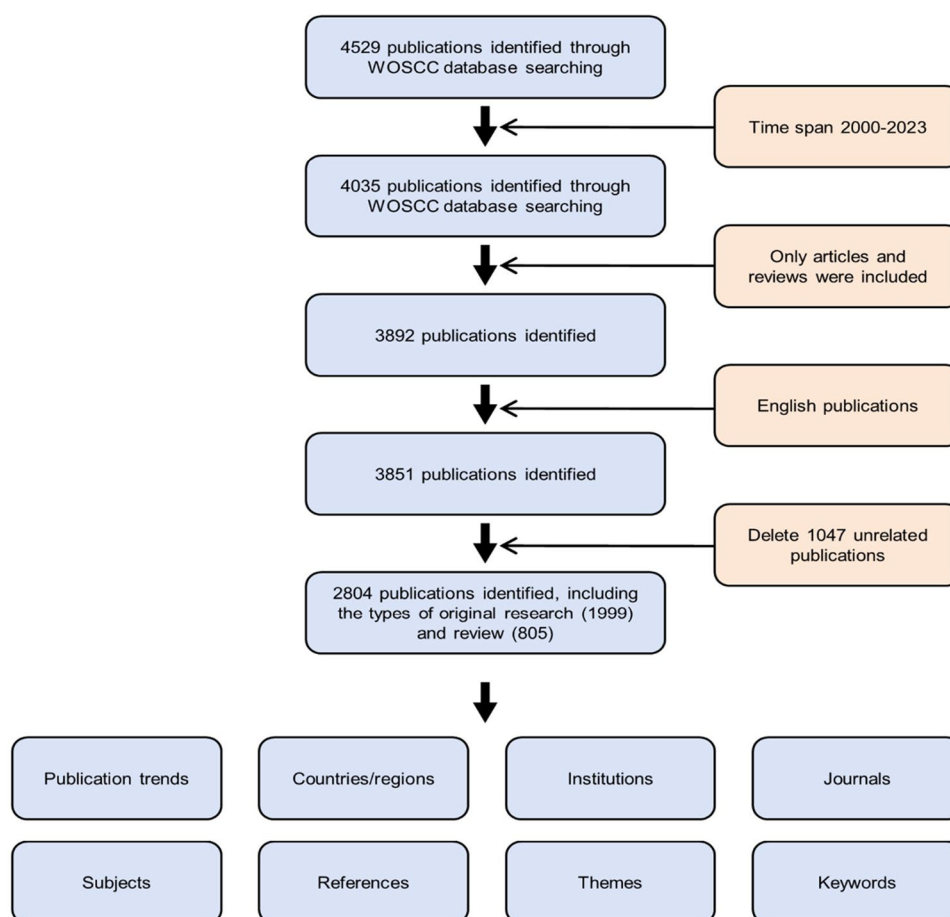 4529 publications identified through
WOSCC database searching
Time span 2000-2023
4035 publications identified through
WOSCC database searching
Only articles and
reviews were included
3892 publications identified
English publications
3851 publications identified
Delete 1047 unrelated
publications
2804 publications identified, including
the types of original research (1999)
and review (805)
Publication trends
Countries/regions
Institutions
Journals
Subjects
References
Themes
Keywords